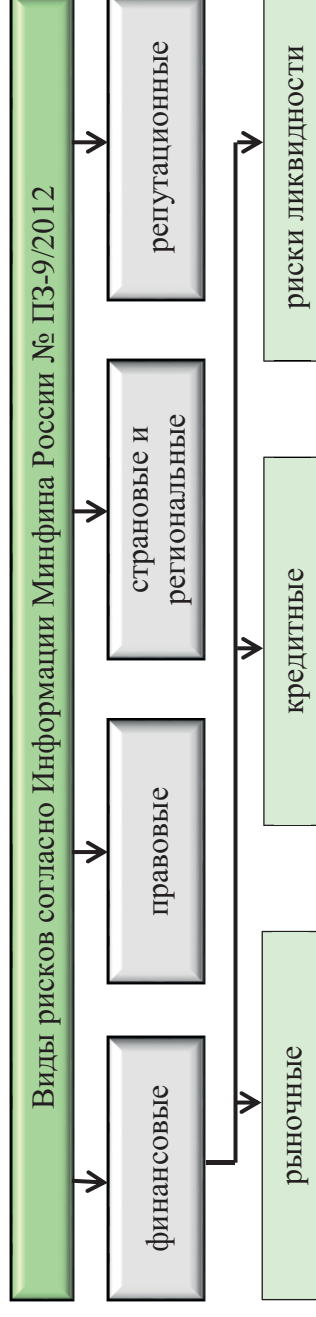 Виды рисков согласно Информации Минфина России № ПЗ-9/2012
финансовые
правовые
страновые и
региональные
репутационные
рыночные
кредитные
риски ликвидности